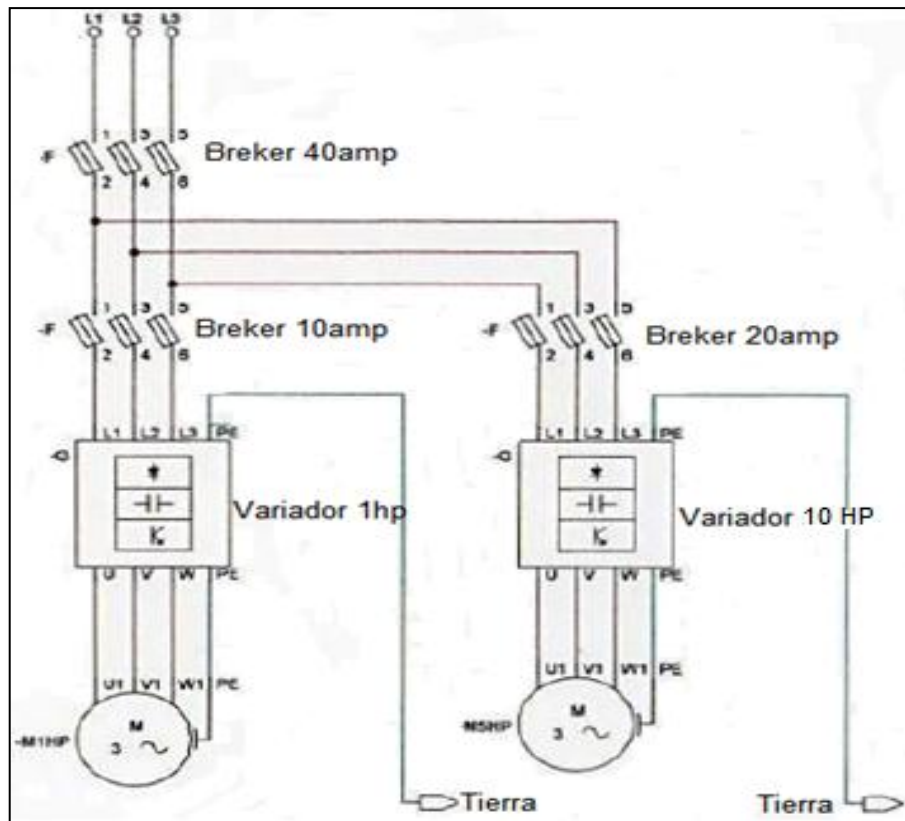 L1 L2 L3
1 3 5
-F Breker 40amp
2 4 6
1 3 5
-F Breker 10amp
2 4 6
1 3 5
-F Breker 20amp
2 4 6
L1 L2 L3 PE
Variador 1hp
U V W PE
L1 L2 L3 PE
Variador 10 HP
U V W PE
U1 V1 W1 PE
-M1HP
M
3
U1 V1 W1 PE
-M5HP
M
3
Tierra
Tierra